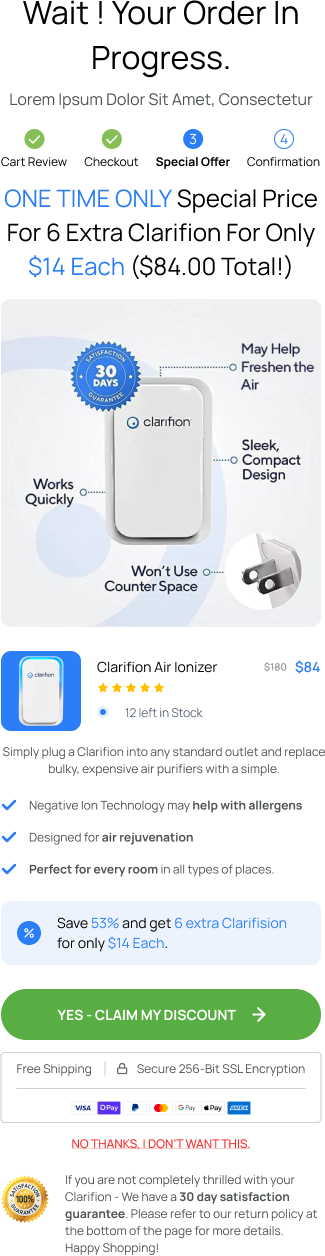 Wait ! Your Order In
Progress.
Lorem Ipsum Dolor Sit Amet, Consectetur
3
4
Cart Review
Checkout
Special Offer
Confirmation
ONE TIME ONLY Special Price
For 6 Extra Clarifion For Only
$14 Each ($84.00 Total!)
SATISFACTION
30
DAYS
GUARANTEE
clarifion
May Help
Freshen the
Air
Sleek,
Compact
Design
Works
Quickly
Won't Use
Counter Space
clarifion
Clarifion Air Ionizer
$180 $84
12 left in Stock
Simply plug a Clarifion into any standard outlet and replace
bulky, expensive air purifiers with a simple.
Negative Ion Technology may help with allergens
Designed for air rejuvenation
Perfect for every room in all types of places.
%
Save 53% and get 6 extra Clarifision
for only $14 Each.
YES - CLAIM MY DISCOUNT
Free Shipping
Secure 256-Bit SSL Encryption
VISA
Pay
G Pay
Pay
NO THANKS, I DON'T WANT THIS.
SATISFACTION
100%
GUARANTEE
If you are not completely thrilled with your
Clarifion - We have a 30 day satisfaction
guarantee. Please refer to our return policy at
the bottom of the page for more details.
Happy Shopping!